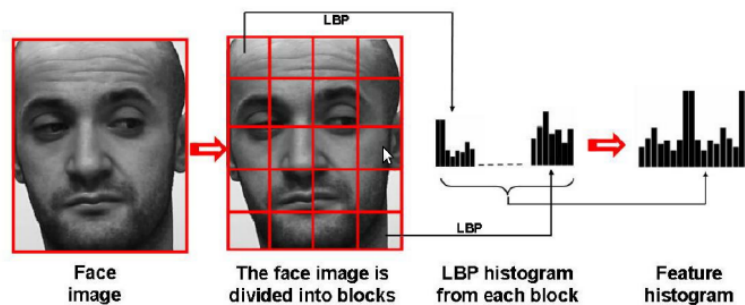 LBP
LBP
Face
image
The face image is
divided into blocks
LBP histogram
from each block
Feature
histogram